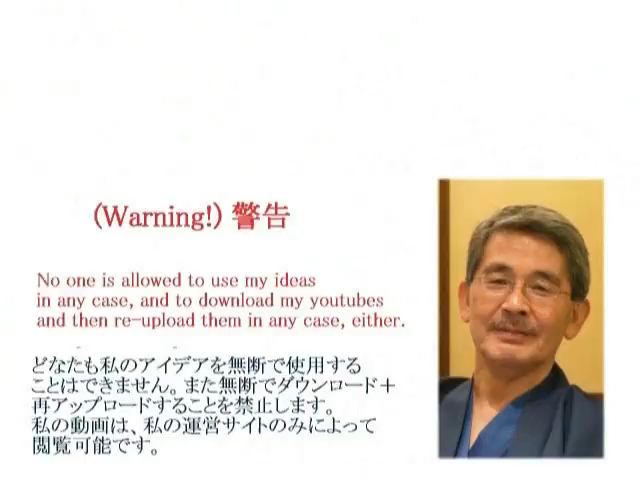 (Warning!) 警告
No one is allowed to use my ideas
in any case, and to download my youtubes
and then re-upload them in any case, either.
どなたも私のアイデアを無断で使用する
ことはできません。また無断でダウンロード＋
再アップロードすることを禁止します。
私の動画は、私の運営サイトのみによって
閲覧可能です。